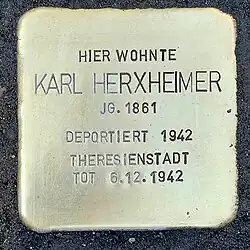 HIER WOHNTE
KARL HERXHEIMER
JG. 1861
DEPORTIERT 1942
THERESIENSTADT
TOT 6.12.1942